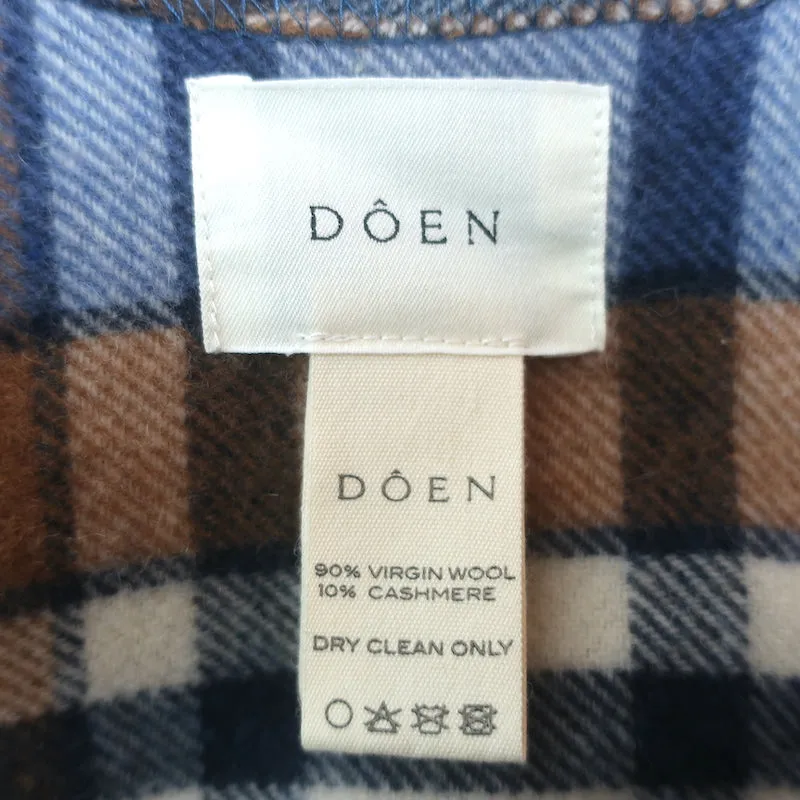 DÔEN
DÔEN
90% VIRGIN WOOL
10% CASHMERE
DRY CLEAN ONLY